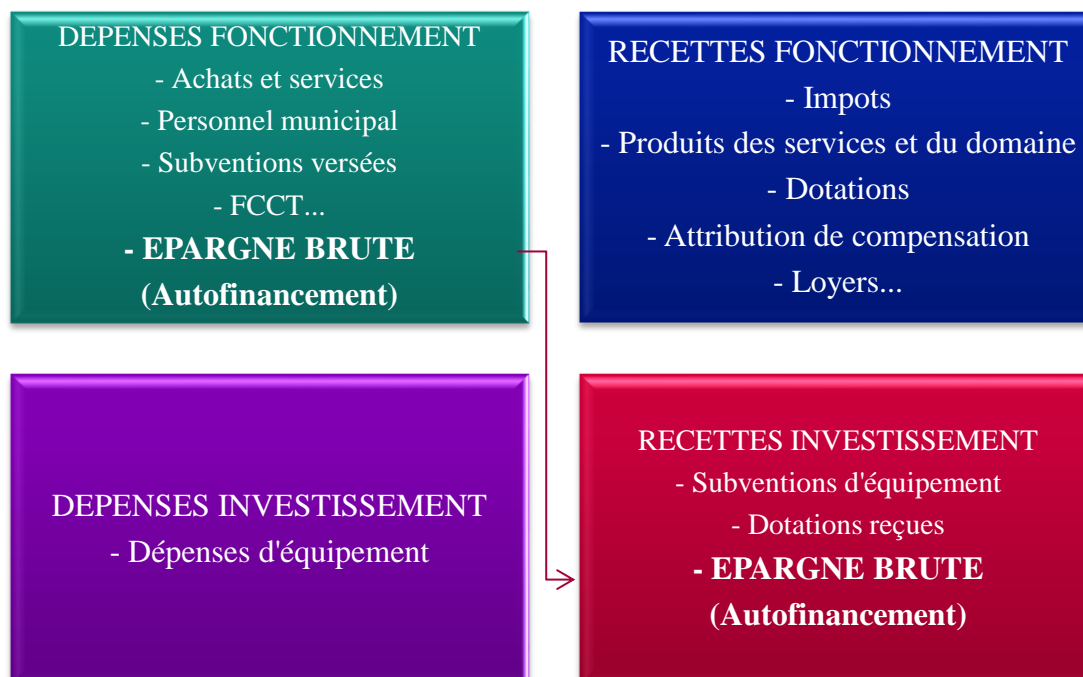 DEPENSES FONCTIONNEMENT
- Achats et services
- Personnel municipal
- Subventions versées
- FCCT...
- EPARGNE BRUTE
(Autofinancement)
RECETTES FONCTIONNEMENT
- Impots
- Produits des services et du domaine
- Dotations
- Attribution de compensation
- Loyers...
DEPENSES INVESTISSEMENT
- Dépenses d'équipement
RECETTES INVESTISSEMENT
- Subventions d'équipement
- Dotations reçues
- EPARGNE BRUTE
(Autofinancement)